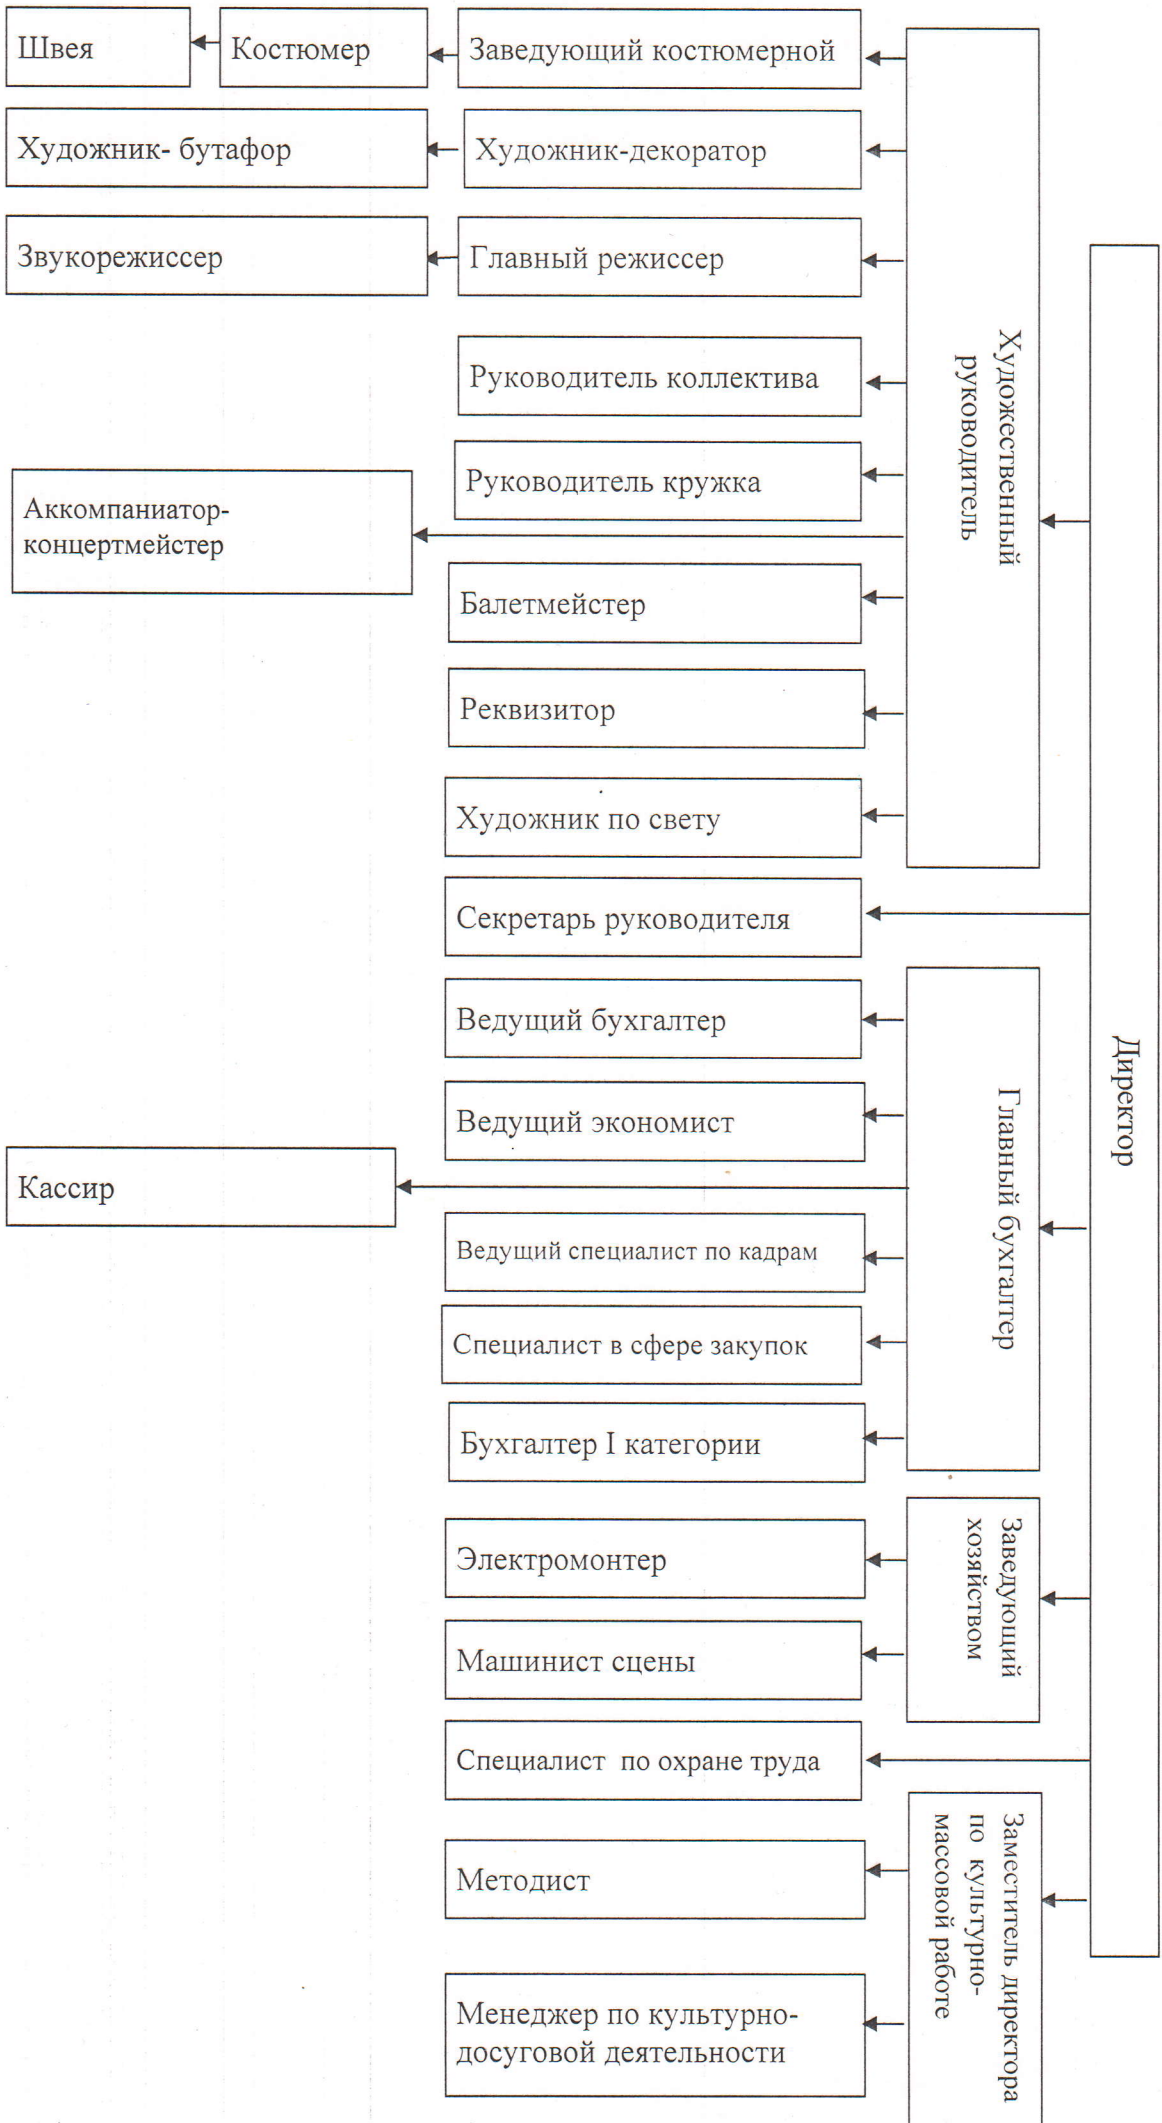 Швея
Костюмер
Заведующий костюмерной
Художник- бутафор
Художник-декоратор
Звукорежиссер
Главный режиссер
Руководитель коллектива
Руководитель кружка
Аккомпаниатор-
концертмейстер
Балетмейстер
Реквизитор
Художник по свету
Художественный
руководитель
Секретарь руководителя
Директор
Ведущий бухгалтер
Ведущий экономист
Кассир
Ведущий специалист по кадрам
Специалист в сфере закупок
Бухгалтер I категории
Главный бухгалтер
Электромонтер
Машинист сцены
Заведующий
хозяйством
Специалист по охране труда
Методист
Менеджер по культурно-
досуговой деятельности
Заместитель директора
по культурно-
массовой работе